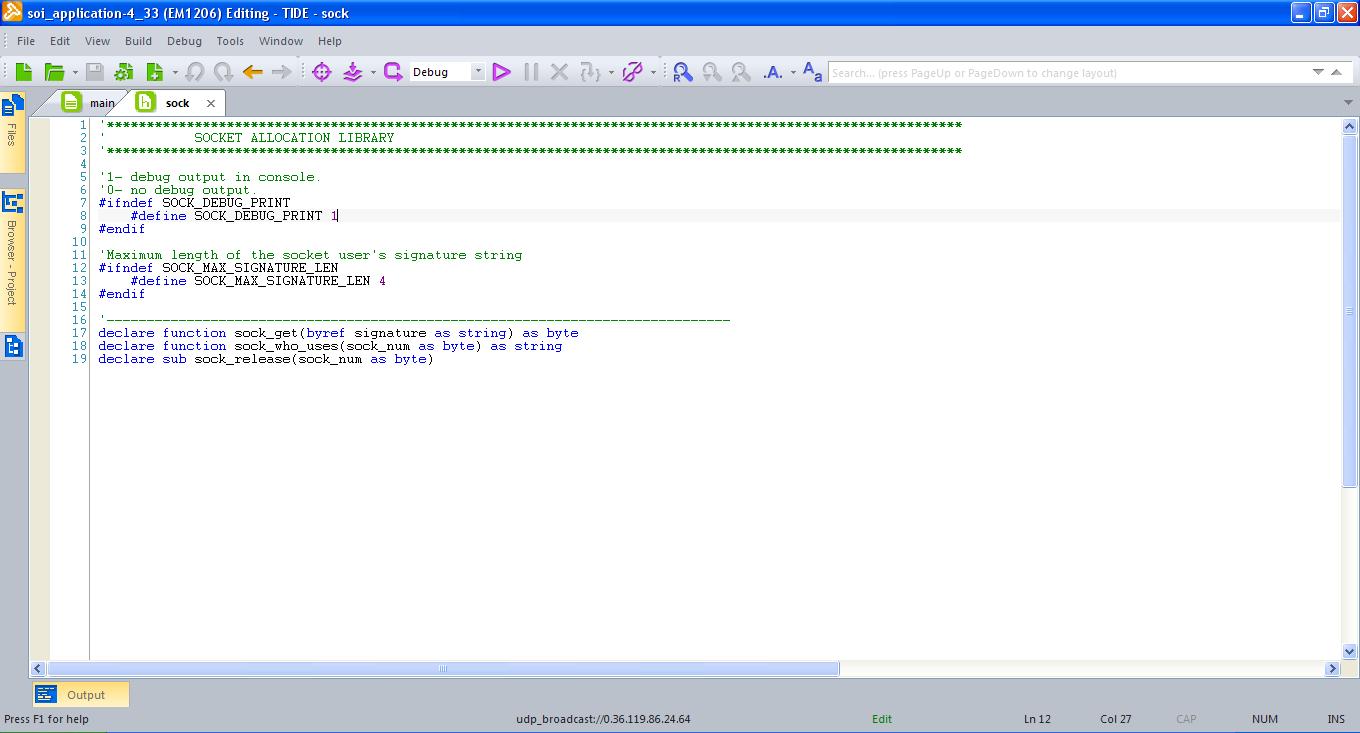 soi_application-4_33 (EM1206) Editing - TIDE - sock
File Edit View Build Debug Tools Window Help
Debug
.A. Aa
Search... (press PageUp or PageDown to change layout)
main sock
Files
Browser - Project
1 '***********************************************************************************************************
2 ' SOCKET ALLOCATION LIBRARY
3 '***********************************************************************************************************
4
5 '1- debug output in console.
6 '0- no debug output.
7 #ifndef SOCK_DEBUG_PRINT
8 #define SOCK_DEBUG_PRINT 1
9 #endif
10
11 'Maximum length of the socket user's signature string
12 #ifndef SOCK_MAX_SIGNATURE_LEN
13 #define SOCK_MAX_SIGNATURE_LEN 4
14 #endif
15
16 '------------------------------------------------------------------------------
17 declare function sock_get(byref signature as string) as byte
18 declare function sock_who_uses(sock_num as byte) as string
19 declare sub sock_release(sock_num as byte)
Output
Press F1 for help udp_broadcast://0.36.119.86.24.64 Edit Ln 12 Col 27 CAP NUM INS